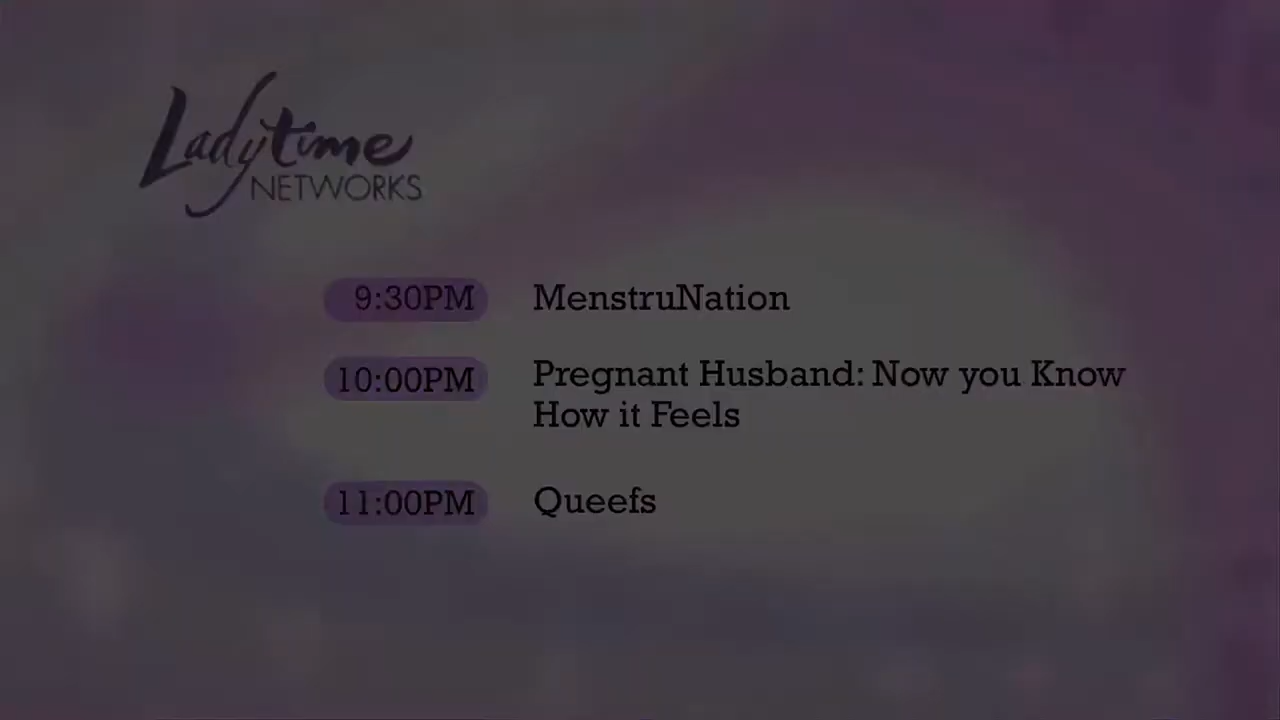 Ladytime
NETWORKS
9:30PM MenstruNation
10:00PM Pregnant Husband: Now you Know
How it Feels
11:00PM Queefs